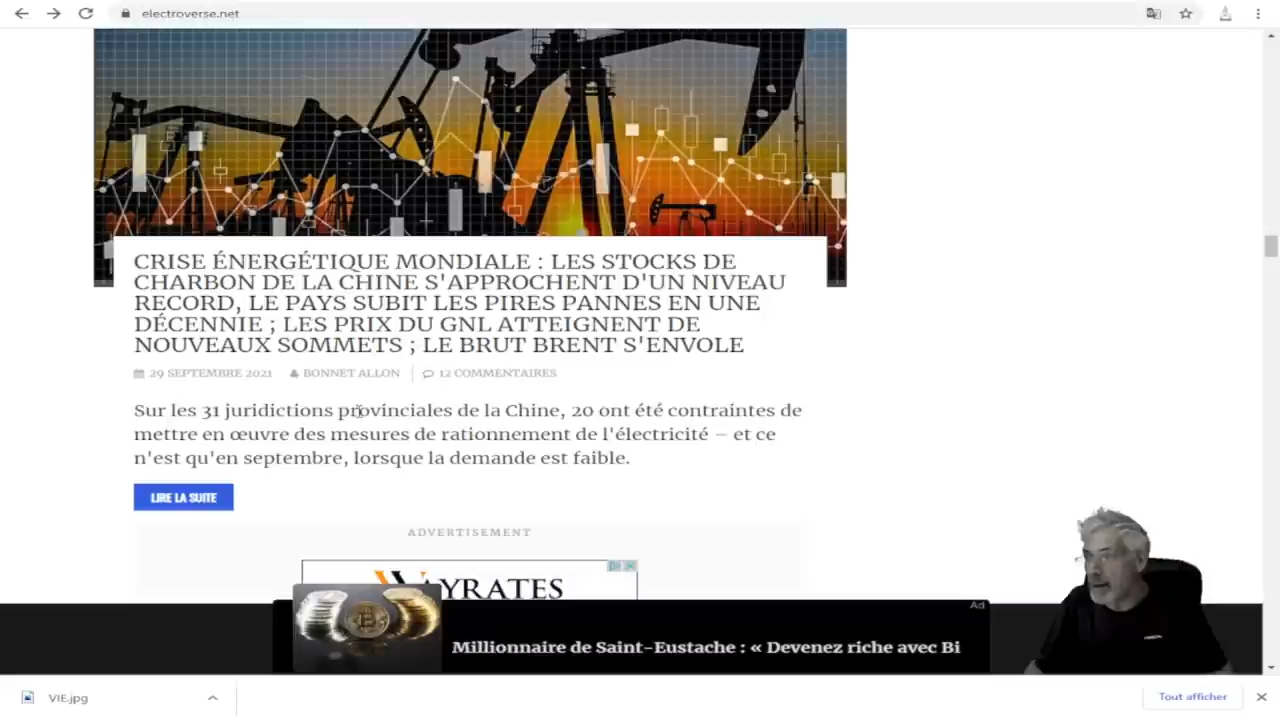 electroverse.net
CRISE ÉNERGÉTIQUE MONDIALE : LES STOCKS DE
CHARBON DE LA CHINE S'APPROCHENT D'UN NIVEAU
RECORD, LE PAYS SUBIT LES PIRES PANNES EN UNE
DÉCENNIE ; LES PRIX DU GNL ATTEIGNENT DE
NOUVEAUX SOMMETS ; LE BRUT BRENT S'ENVOLE
29 SEPTEMBRE 2021 BONNET ALLON 12 COMMENTAIRES
Sur les 31 juridictions provinciales de la Chine, 20 ont été contraintes de
mettre en œuvre des mesures de rationnement de l'électricité – et ce
n'est qu'en septembre, lorsque la demande est faible.
LIRE LA SUITE
ADVERTISEMENT
WAYRATES
Ad
Millionnaire de Saint-Eustache : « Devenez riche avec Bi
VIE.jpg
Tout afficher